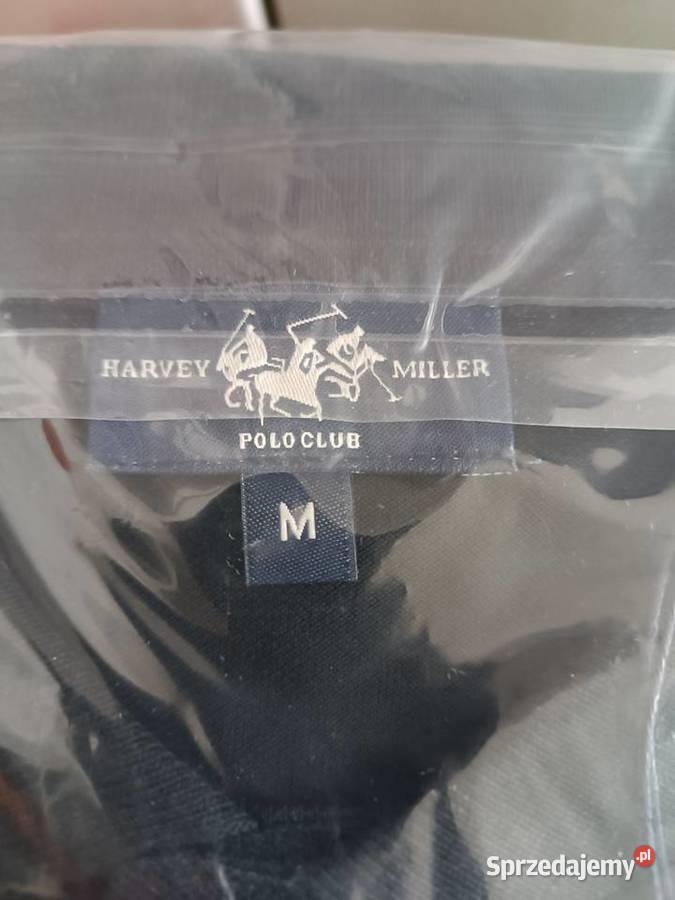 HARVEY MILLER
POLO CLUB
M
Sprzedajemy.pl